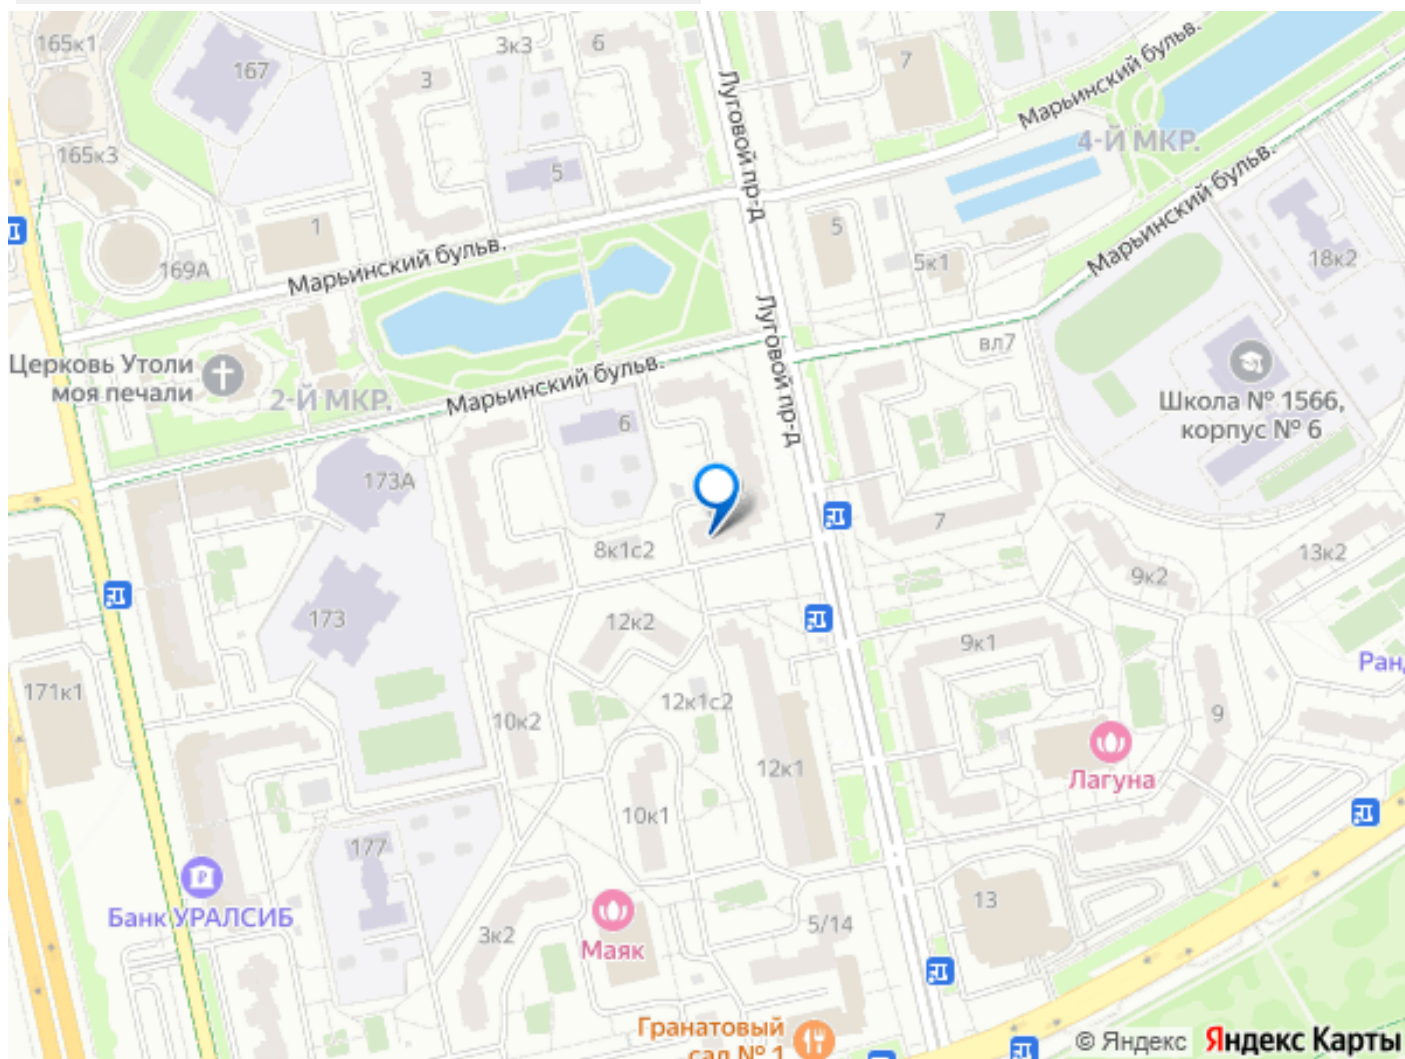 165к1
167
3к3
6
3
7
Луговой пр-д
Марьинский бульв.
4-Й МКР.
165к3
5
Марьинский бульв.
1
5
169А
Марьинский бульв.
5к1
18к2
Луговой пр-д
вл7
Церковь Утоли
моя печали
2-Й МКР.
Марьинский бульв.
Школа № 1566,
корпус № 6
6
173А
7
8к1с2
13к2
9к2
173
12к2
9к1
171к1
10к2
12к1с2
9
Ранд
12к1
Лагуна
10к1
177
Банк УРАЛСИБ
13
3к2
Маяк
5/14
Гранатовый
сад № 1
© Яндекс Яндекс Карты